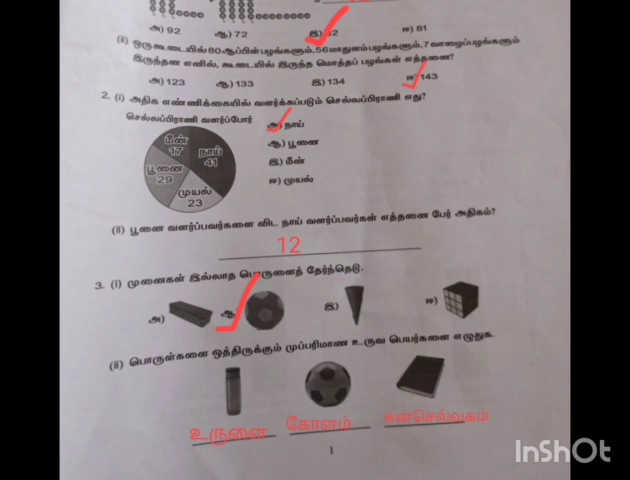 அ) 92 ஆ) 72 இ) 82 ஈ) 81
(ii) ஒரு கூடையில் 80 ஆப்பிள் பழங்களும், 56 மாதுளம் பழங்களும், 7 வாழைப்பழங்களும்
இருந்தன எனில், கூடையில் இருந்த மொத்தப் பழங்கள் எத்தனை?
அ) 123 ஆ) 133 இ) 134 ஈ) 143
2. (i) அதிக எண்ணிக்கையில் வளர்க்கப்படும் செல்லப்பிராணி எது?
செல்லப்பிராணி வளர்ப்போர்
அ) நாய்
ஆ) பூனை
இ) மீன்
ஈ) முயல்
மீன்
17
நாய்
41
பூனை
29
முயல்
23
(ii) பூனை வளர்ப்பவர்களை விட நாய் வளர்ப்பவர்கள் எத்தனை பேர் அதிகம்?
12
3. (i) முனைகள் இல்லாத பொருளைத் தேர்ந்தெடு.
அ) ஆ) இ) ஈ)
(ii) பொருள்களை ஒத்திருக்கும் முப்பரிமாண உருவ பெயர்களை எழுதுக.
உருளை கோளம் கனசெவ்வகம்
1
InShOt